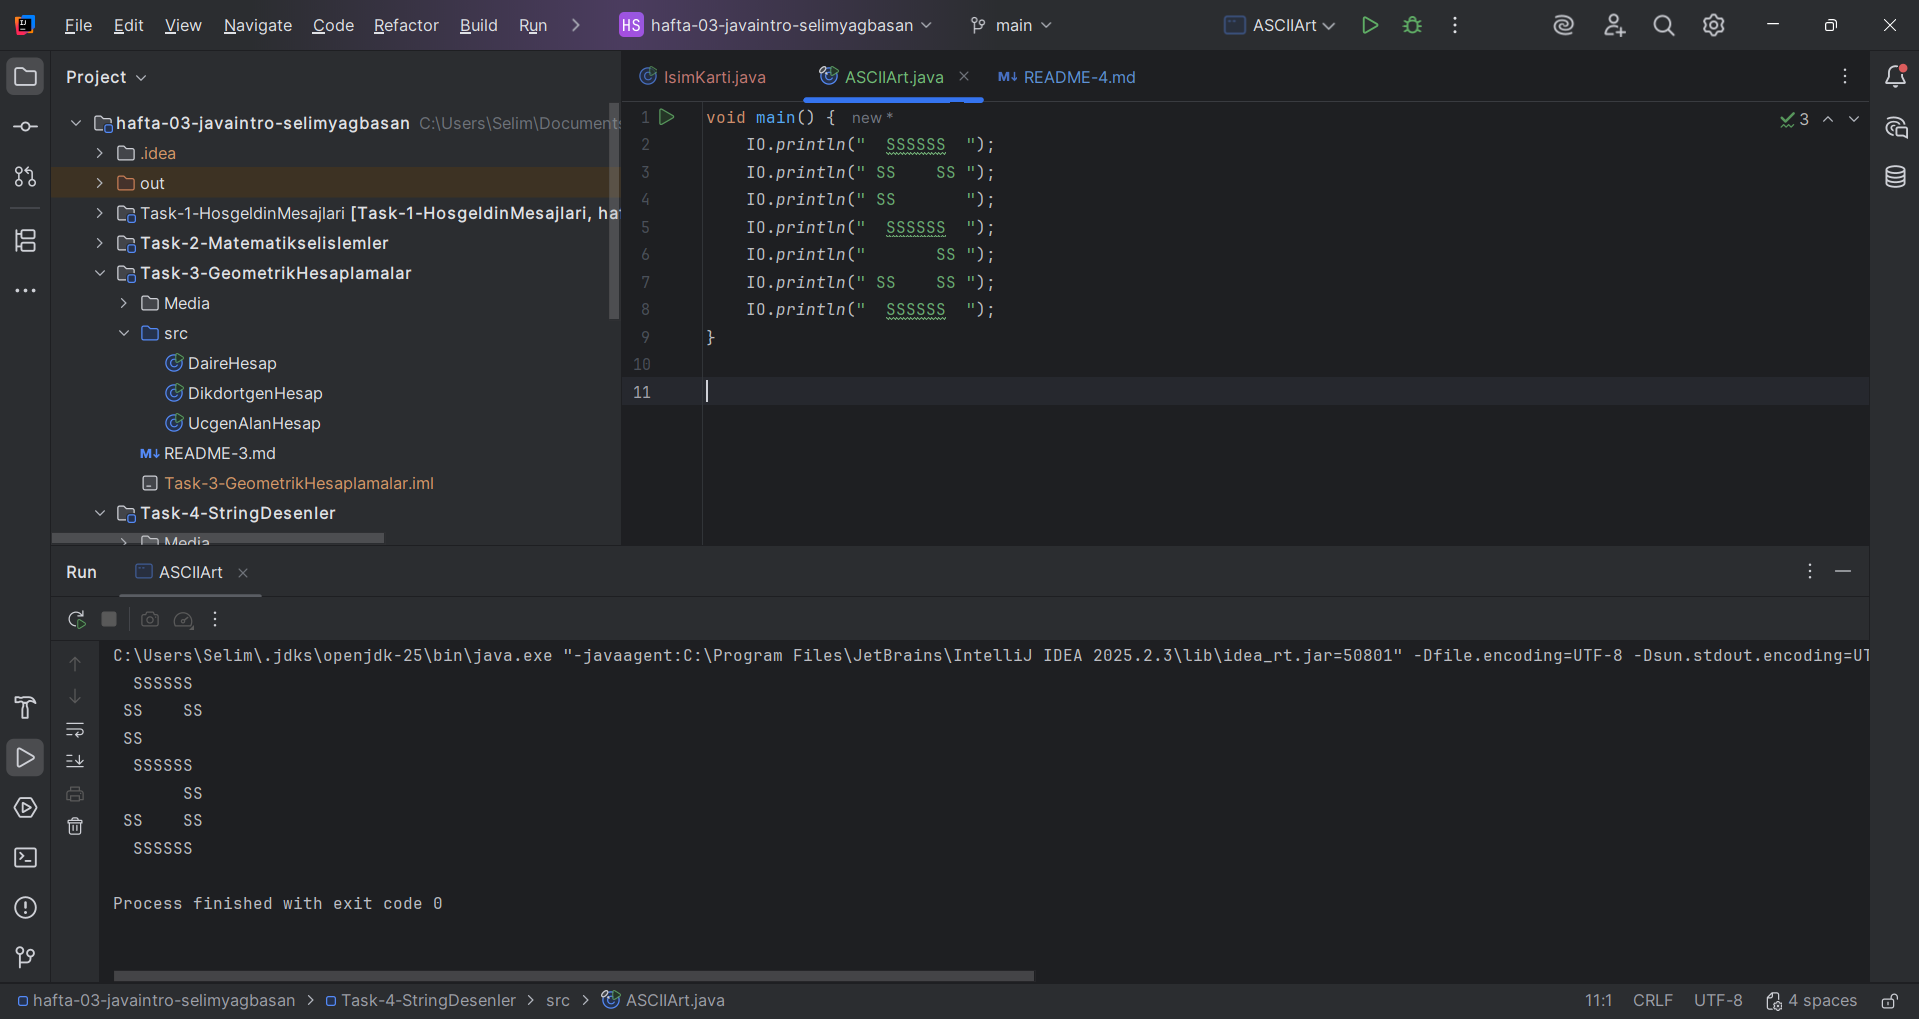 File Edit View Navigate Code Refactor Build Run HS hafta-03-javaintro-selimyagbasan main ASCIIArt
Project
hafta-03-javaintro-selimyagbasan C:\Users\Selim\Documents
.idea
out
Task-1-HosgeldinMesajlari [Task-1-HosgeldinMesajlari, ha
Task-2-MatematikselIslemler
Task-3-GeometrikHesaplamalar
Media
src
DaireHesap
DikdortgenHesap
UcgenAlanHesap
M↓ README-3.md
Task-3-GeometrikHesaplamalar.iml
Task-4-StringDesenler
Media
IsimKarti.java ASCIIArt.java M↓ README-4.md
1 void main() { new *
2     IO.println("  SSSSSS  ");
3     IO.println(" SS    SS ");
4     IO.println(" SS       ");
5     IO.println("  SSSSSS  ");
6     IO.println("       SS ");
7     IO.println(" SS    SS ");
8     IO.println("  SSSSSS  ");
9 }
10
11
3
Run ASCIIArt
C:\Users\Selim\.jdks\openjdk-25\bin\java.exe "-javaagent:C:\Program Files\JetBrains\IntelliJ IDEA 2025.2.3\lib\idea_rt.jar=50801" -Dfile.encoding=UTF-8 -Dsun.stdout.encoding=UT
  SSSSSS
 SS    SS
 SS
  SSSSSS
       SS
 SS    SS
  SSSSSS
Process finished with exit code 0
hafta-03-javaintro-selimyagbasan > Task-4-StringDesenler > src > ASCIIArt.java 11:1 CRLF UTF-8 4 spaces